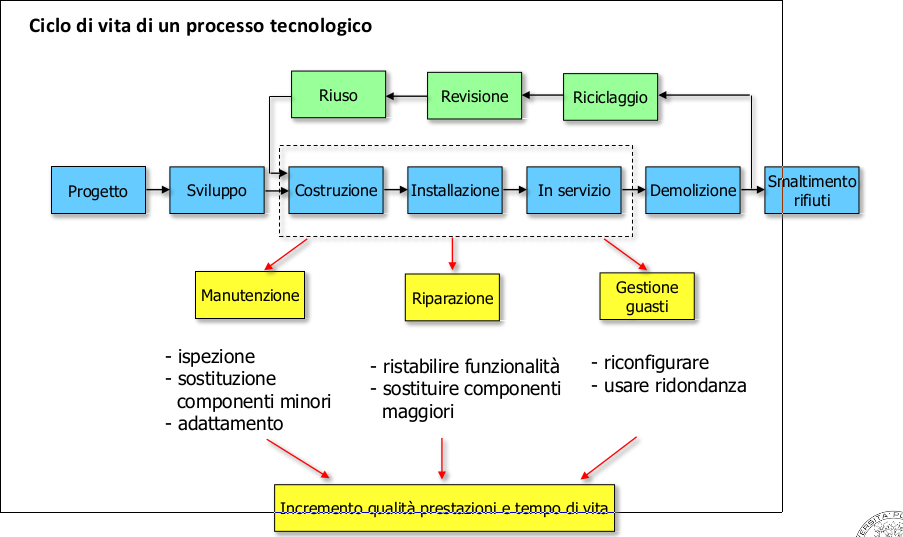 Ciclo di vita di un processo tecnologico
Riuso
Revisione
Riciclaggio
Progetto
Sviluppo
Costruzione
Installazione
In servizio
Demolizione
Smaltimento
rifiuti
Manutenzione
Riparazione
Gestione
guasti
- ispezione
- sostituzione
componenti minori
- adattamento
- ristabilire funzionalità
- sostituire componenti
maggiori
- riconfigurare
- usare ridondanza
Incremento qualità prestazioni e tempo di vita